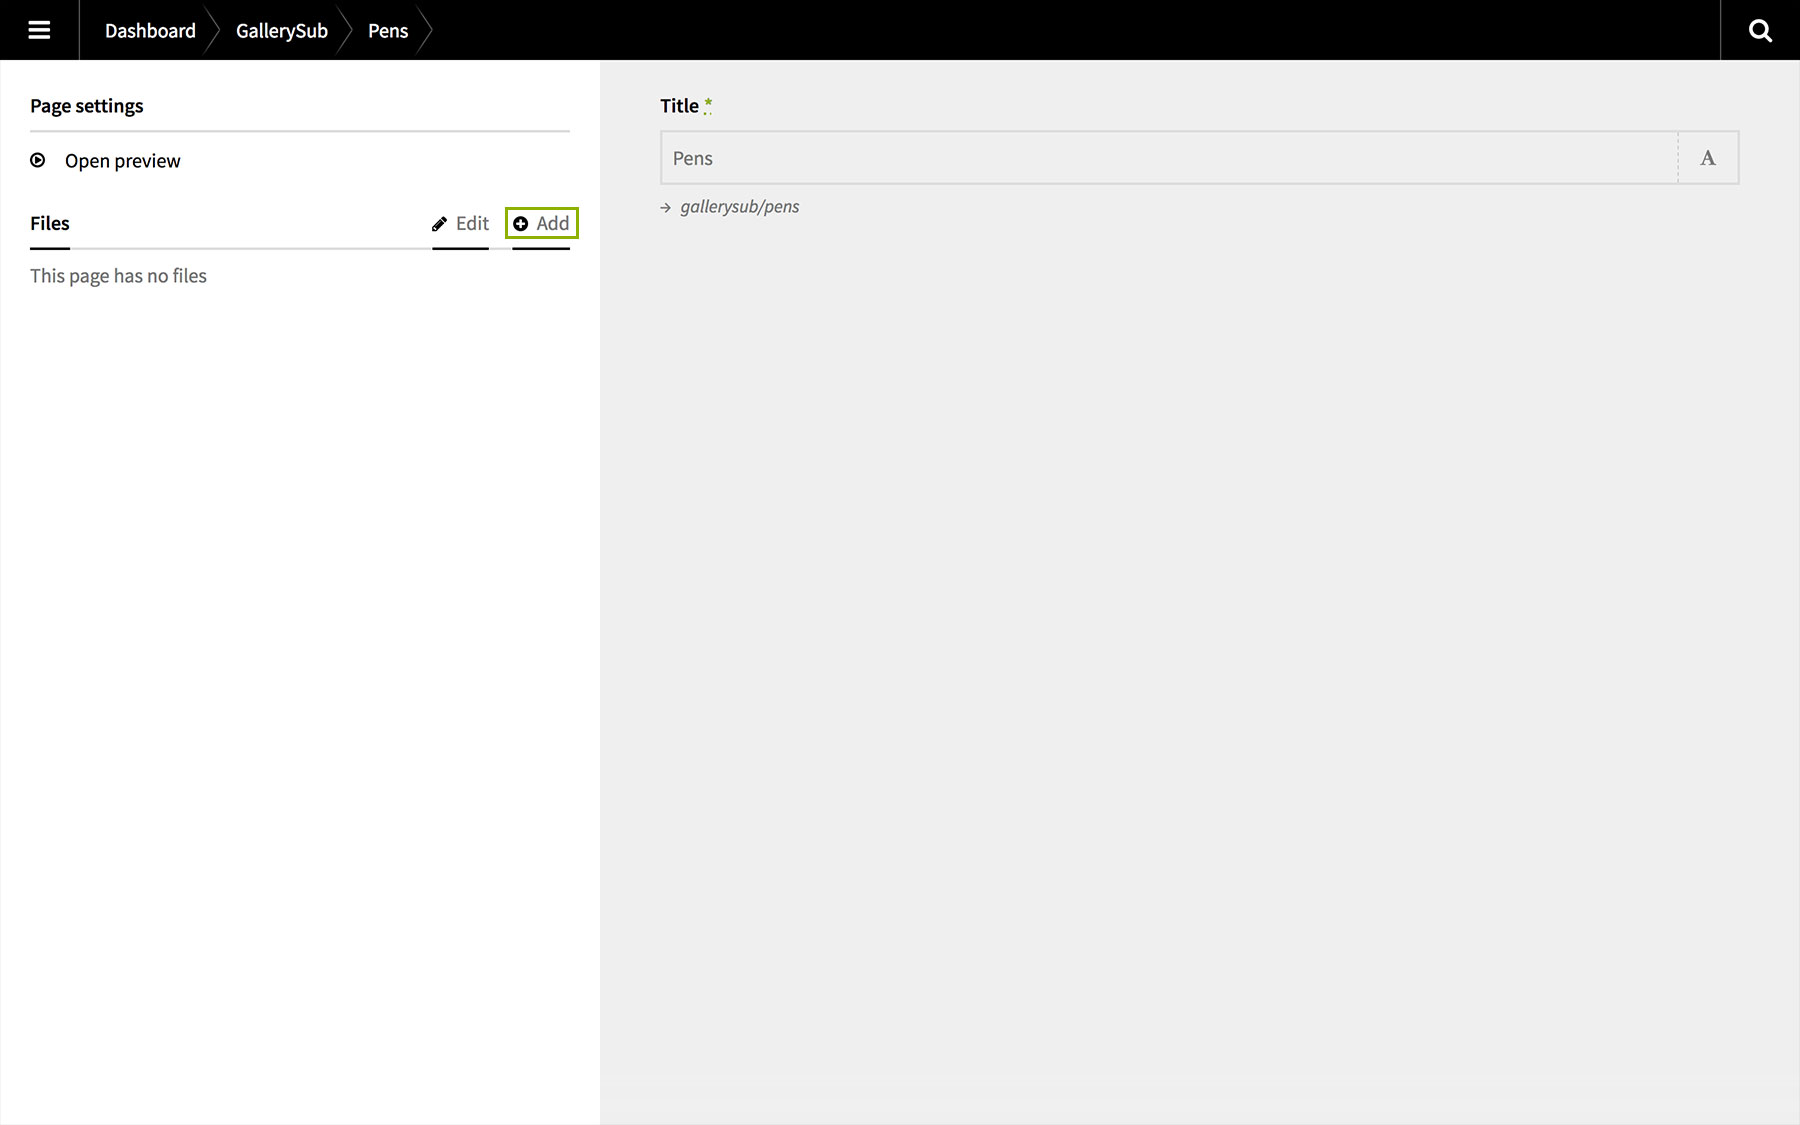 Dashboard GallerySub Pens
Page settings
Open preview
Files Edit Add
This page has no files
Title *
Pens A
→ gallerysub/pens